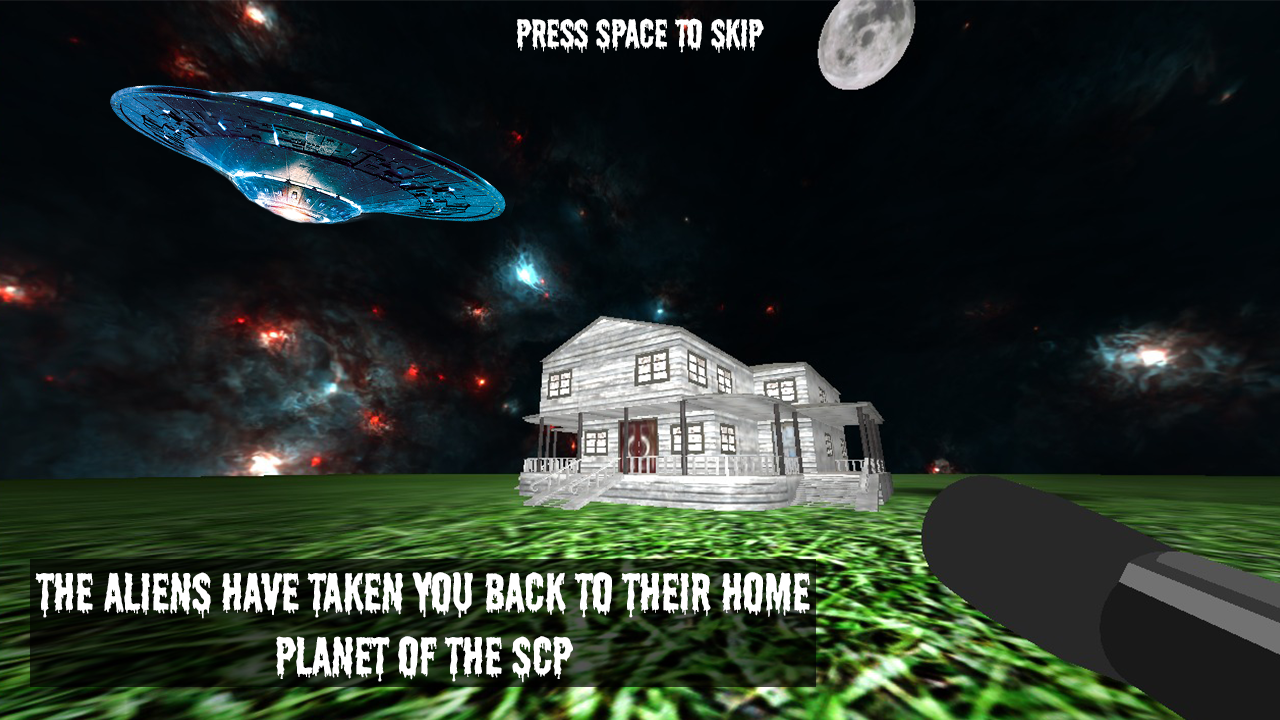 PRESS SPACE TO SKIP
THE ALIENS HAVE TAKEN YOU BACK TO THEIR HOME
PLANET OF THE SCP